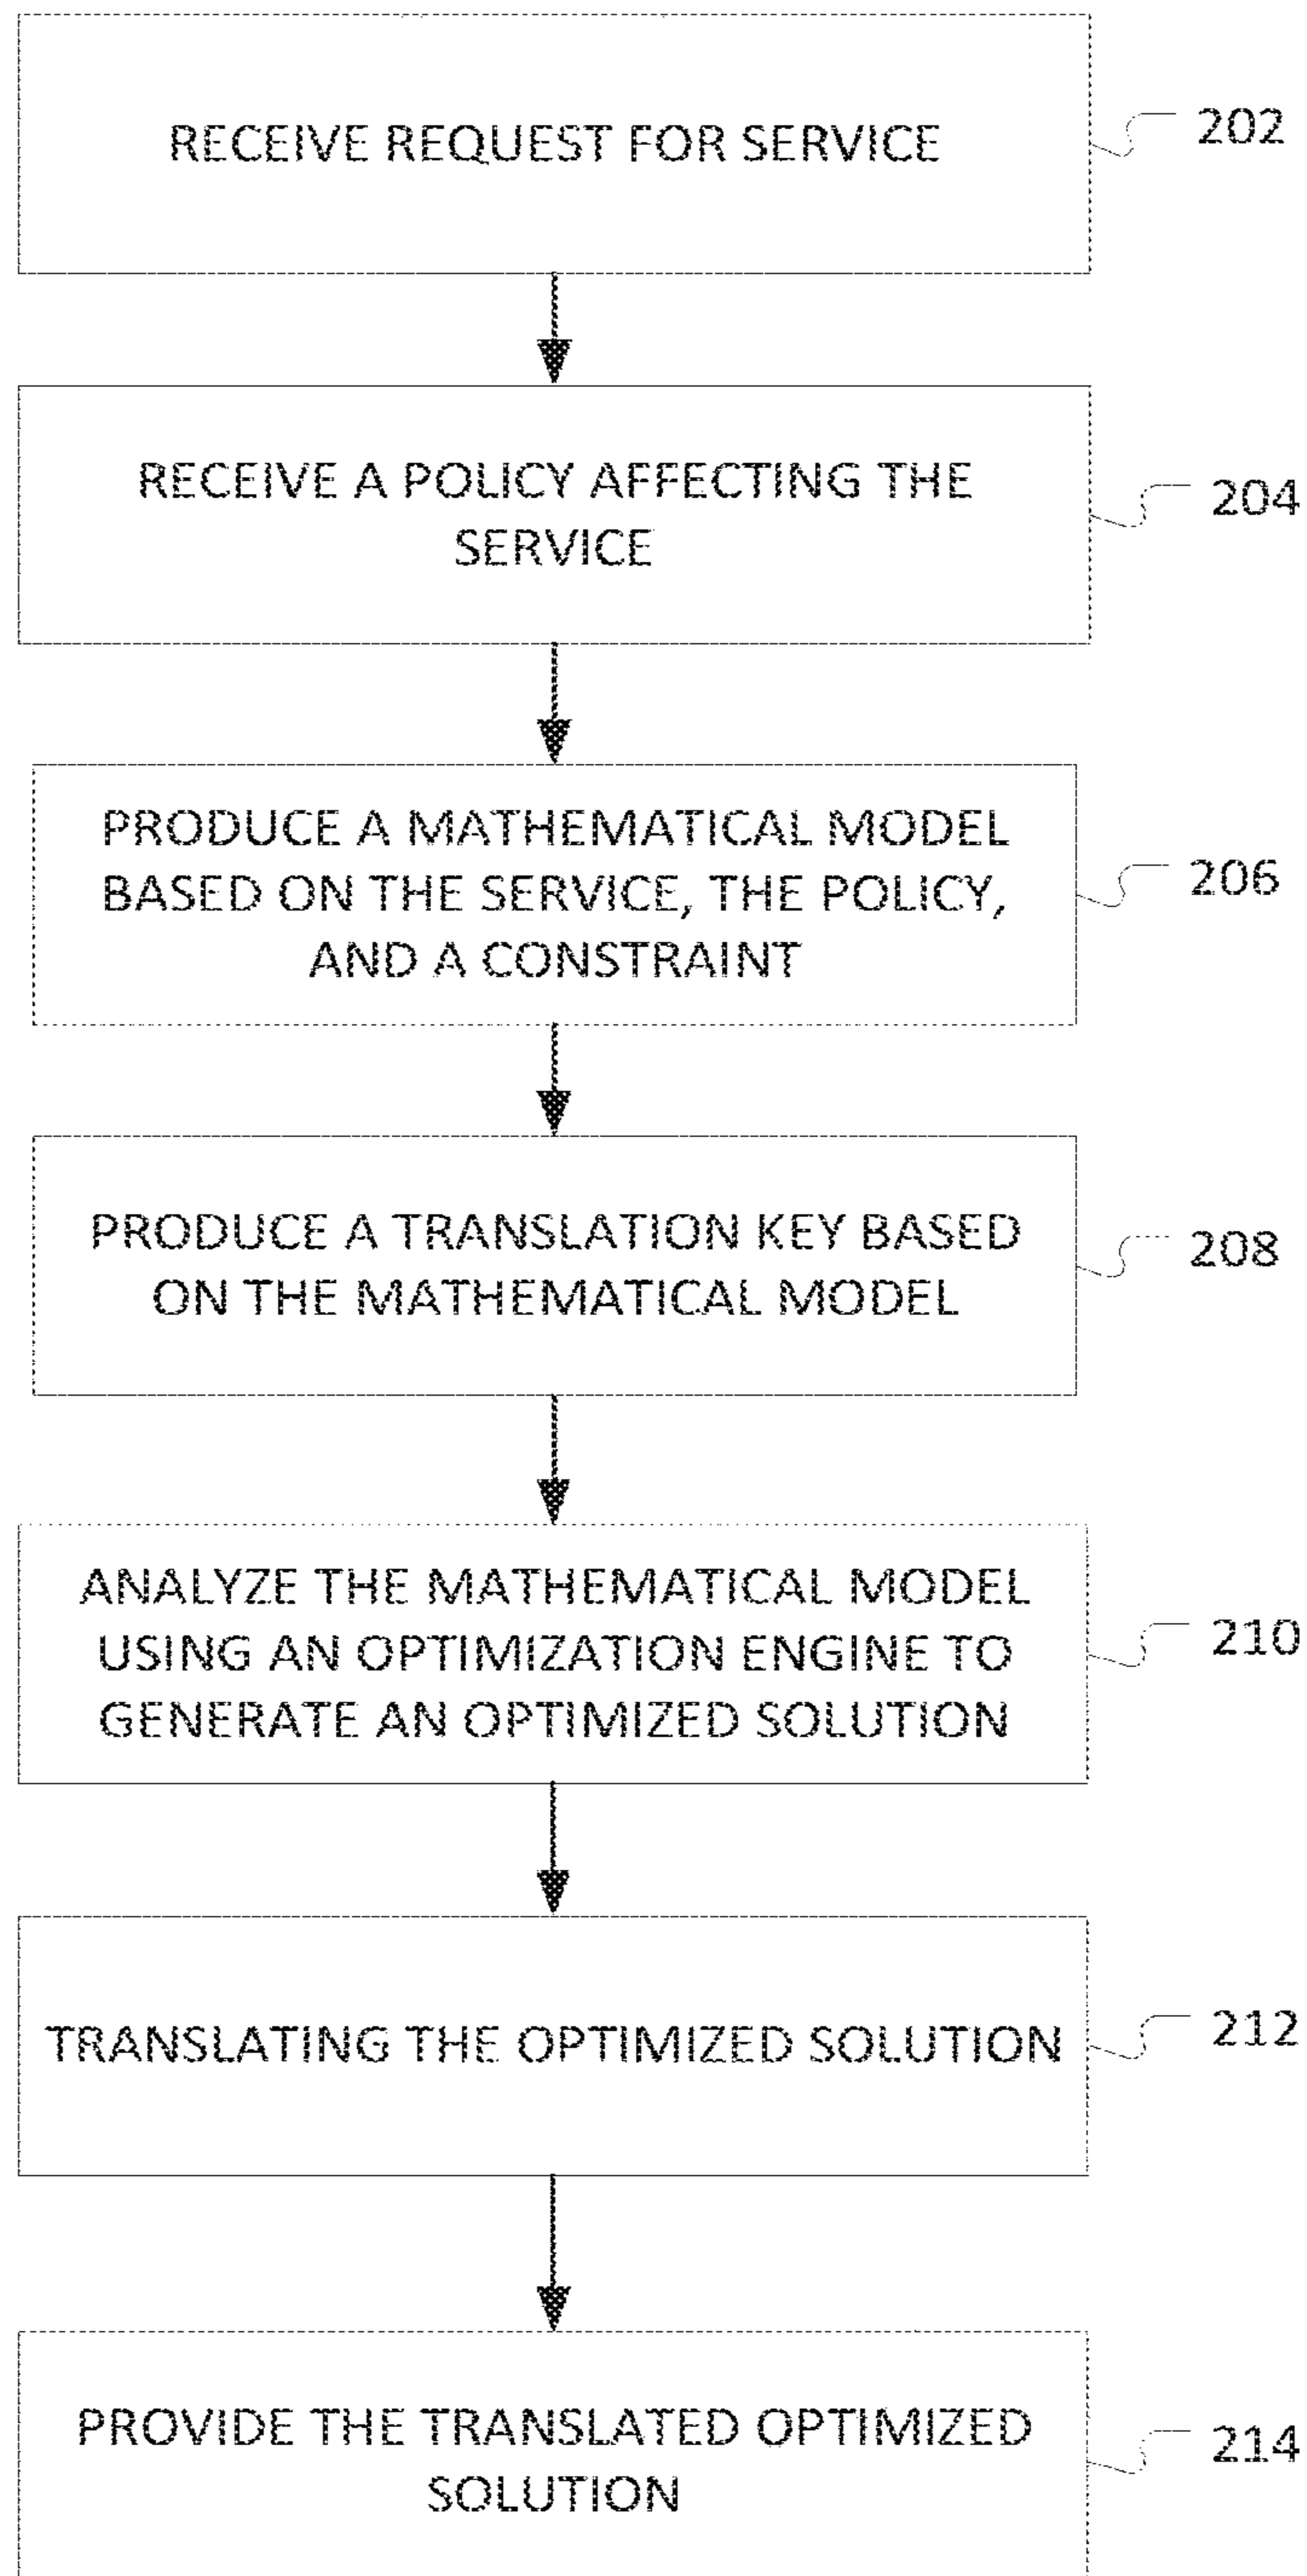 RECEIVE REQUEST FOR SERVICE
202
RECEIVE A POLICY AFFECTING THE
SERVICE
204
PRODUCE A MATHEMATICAL MODEL
BASED ON THE SERVICE, THE POLICY,
AND A CONSTRAINT
206
PRODUCE A TRANSLATION KEY BASED
ON THE MATHEMATICAL MODEL
208
ANALYZE THE MATHEMATICAL MODEL
USING AN OPTIMIZATION ENGINE TO
GENERATE AN OPTIMIZED SOLUTION
210
TRANSLATING THE OPTIMIZED SOLUTION
212
PROVIDE THE TRANSLATED OPTIMIZED
SOLUTION
214